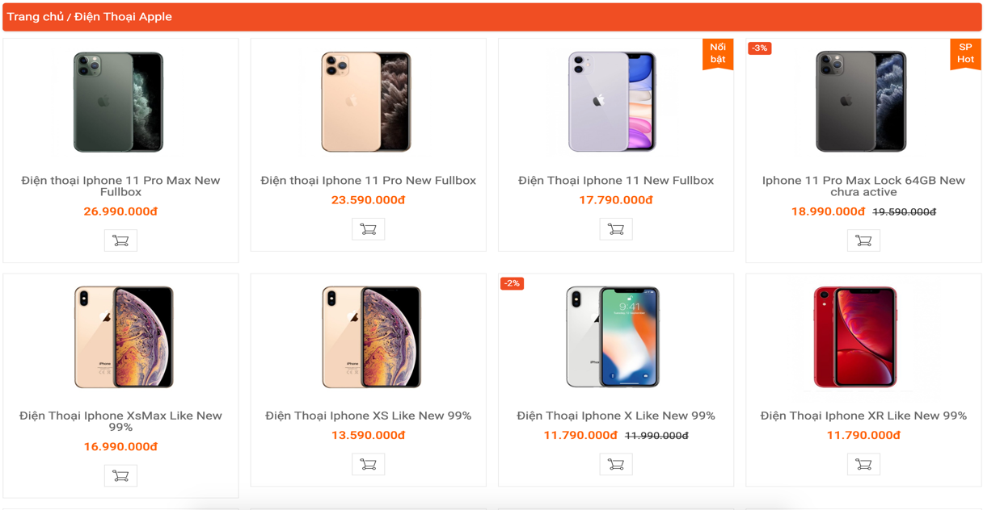 Trang chủ / Điện Thoại Apple
Điện thoại Iphone 11 Pro Max New
Fullbox
26.990.000đ
Điện thoại Iphone 11 Pro New Fullbox
23.590.000đ
Nổi
bật
Điện Thoại Iphone 11 New Fullbox
17.790.000đ
-3%
SP
Hot
Iphone 11 Pro Max Lock 64GB New
chưa active
18.990.000đ 19.590.000đ
iPhone
Điện Thoại Iphone XsMax Like New
99%
16.990.000đ
iPhone
Điện Thoại Iphone XS Like New 99%
13.590.000đ
-2%
9:41
Điện Thoại Iphone X Like New 99%
11.790.000đ 11.990.000đ
Điện Thoại Iphone XR Like New 99%
11.790.000đ